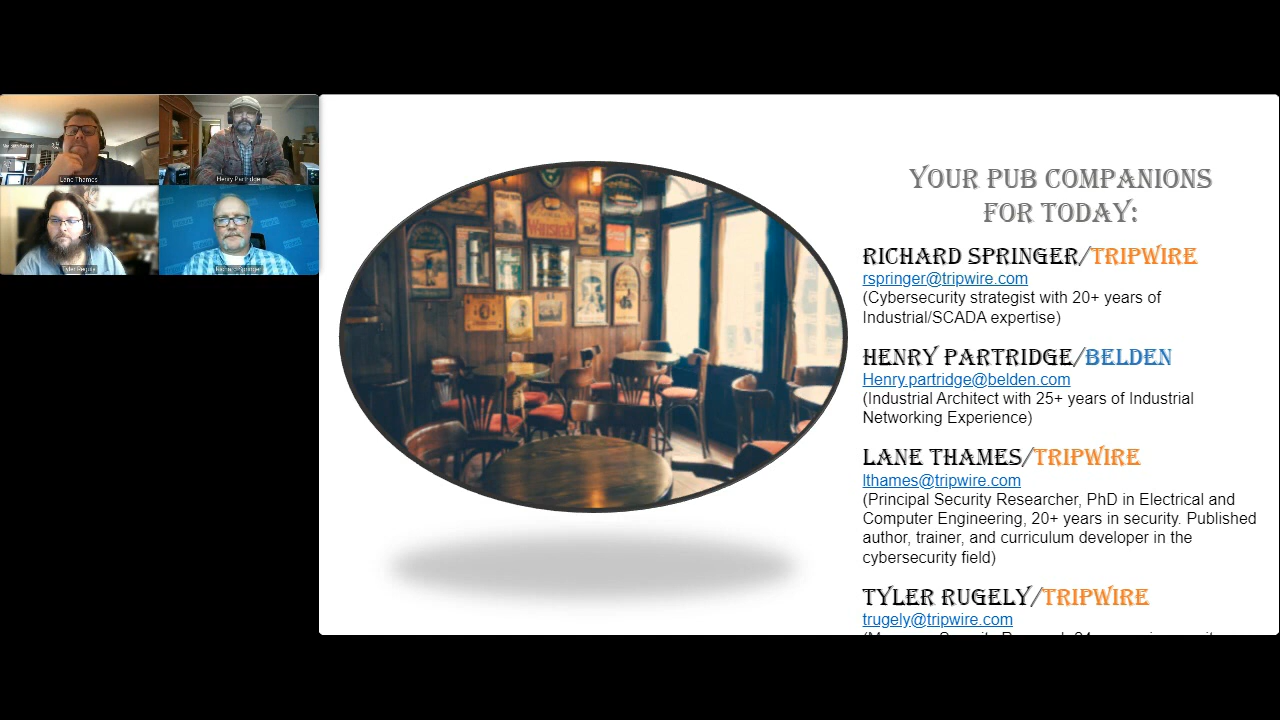 Lane Thames
Henry Partridge
Richard Springer
WHISKEY
YOUR PUB COMPANIONS
FOR TODAY:
RICHARD SPRINGER/TRIPWIRE
rspringer@tripwire.com
(Cybersecurity strategist with 20+ years of
Industrial/SCADA expertise)
HENRY PARTRIDGE/BELDEN
Henry.partridge@belden.com
(Industrial Architect with 25+ years of Industrial
Networking Experience)
LANE THAMES/TRIPWIRE
lthames@tripwire.com
(Principal Security Researcher, PhD in Electrical and
Computer Engineering, 20+ years in security. Published
author, trainer, and curriculum developer in the
cybersecurity field)
TYLER RUGELY/TRIPWIRE
trugely@tripwire.com